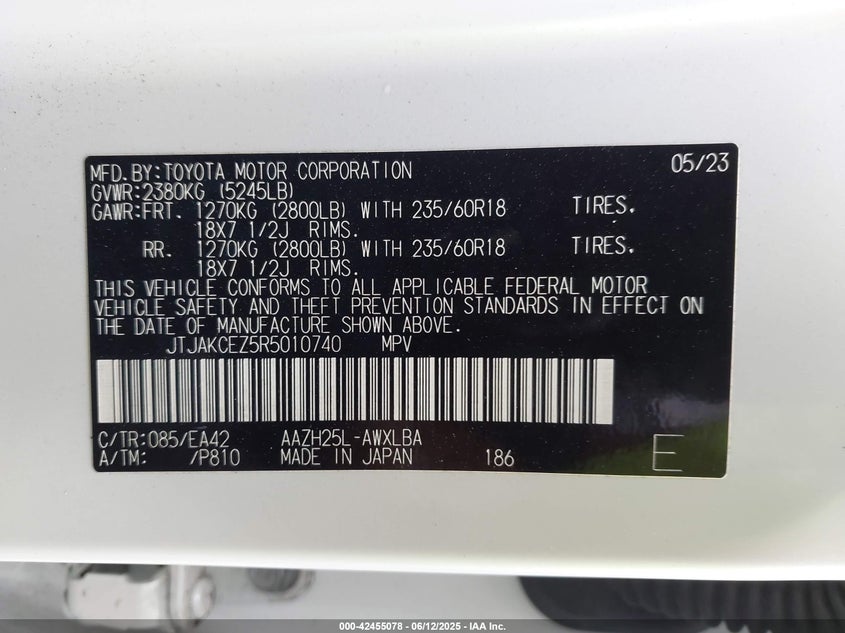 MFD.BY:TOYOTA MOTOR CORPORATION 05/23
GVWR:2380KG (5245LB)
GAWR:FRT. 1270KG (2800LB) WITH 235/60R18 TIRES.
18X7 1/2J RIMS.
RR. 1270KG (2800LB) WITH 235/60R18 TIRES.
18X7 1/2J RIMS.
THIS VEHICLE CONFORMS TO ALL APPLICABLE FEDERAL MOTOR
VEHICLE SAFETY AND THEFT PREVENTION STANDARDS IN EFFECT ON
THE DATE OF MANUFACTURE SHOWN ABOVE.
JTJAKCEZ5R5010740 MPV
C/TR:085/EA42 AAZH25L-AWXLBA
A/TM: /P810 MADE IN JAPAN 186 E
000-42455078 - 06/12/2025 - IAA Inc.